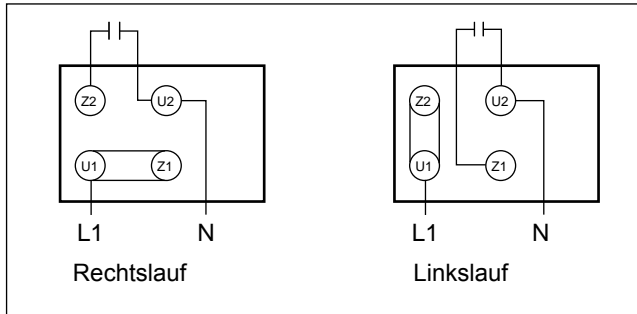 Z2 U2
U1 Z1
L1 N
Rechtslauf
Z2 U2
U1 Z1
L1 N
Linkslauf